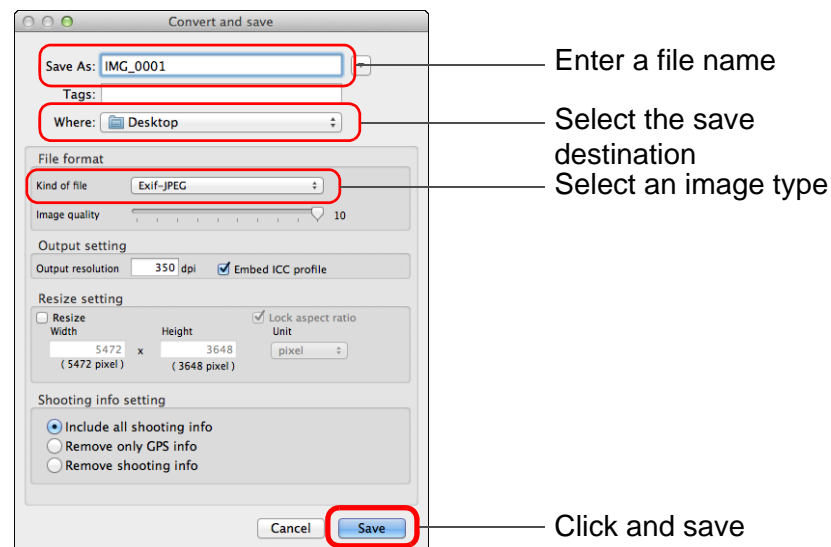 Convert and save
Save As: IMG_0001
Enter a file name
Tags:
Where: Desktop
Select the save
destination
File format
Kind of file Exif-JPEG
Select an image type
Image quality 10
Output setting
Output resolution 350 dpi Embed ICC profile
Resize setting
Resize Lock aspect ratio
Width Height Unit
5472 x 3648 pixel
( 5472 pixel ) ( 3648 pixel )
Shooting info setting
Include all shooting info
Remove only GPS info
Remove shooting info
Cancel Save
Click and save